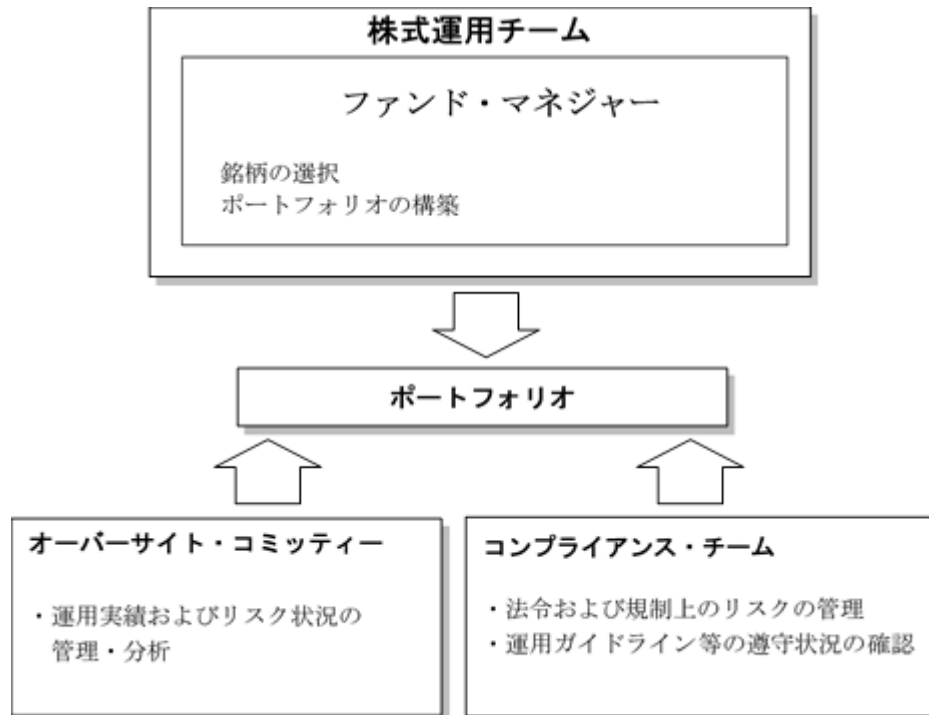 株式運用チーム
ファンド・マネジャー
銘柄の選択
ポートフォリオの構築
ポートフォリオ
オーバーサイト・コミッティー
・運用実績およびリスク状況の
管理・分析
コンプライアンス・チーム
・法令および規制上のリスクの管理
・運用ガイドライン等の遵守状況の確認